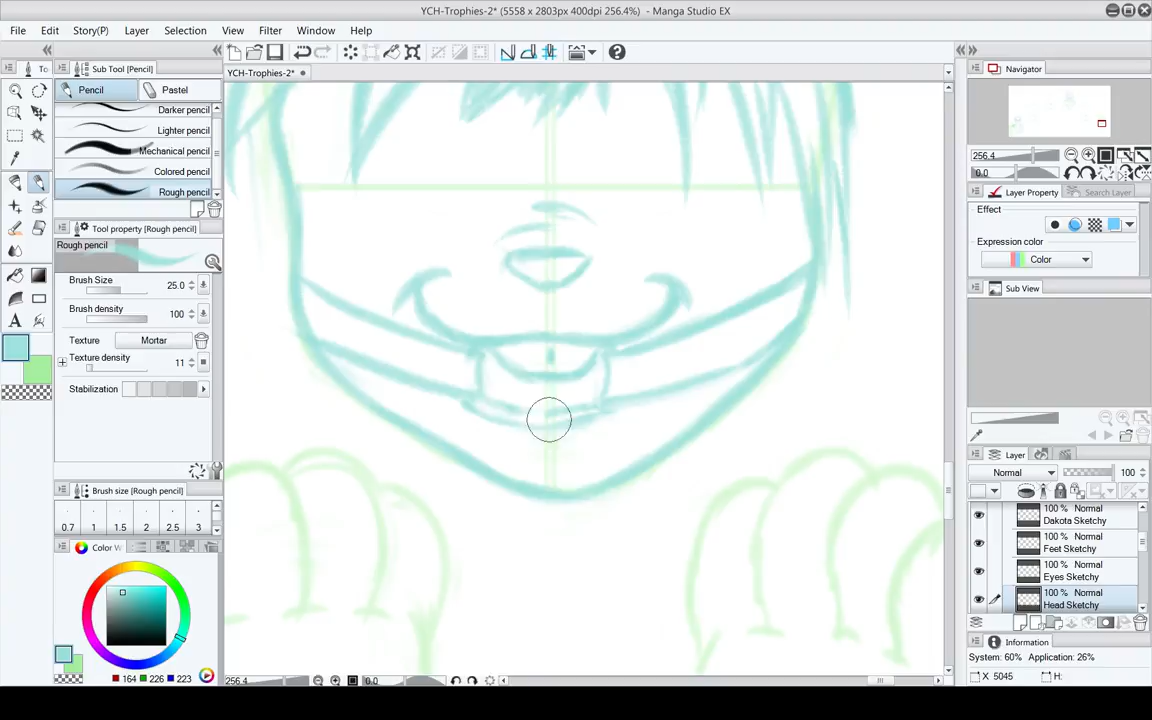 YCH-Trophies-2* (5558 x 2803px 400dpi 256.4%) - Manga Studio EX
File Edit Story(P) Layer Selection View Filter Window Help
To Sub Tool [Pencil] YCH-Trophies-2* Navigator
Pencil Pastel
Darker pencil
Lighter pencil
Mechanical pencil
Colored pencil
Rough pencil
256.4
0.0
Layer Property Search Layer
Effect
Expression color
Color
Tool property [Rough pencil]
Rough pencil
Brush Size 25.0
Brush density 100
Texture Mortar
Texture density 11
Stabilization
Sub View
Layer
Normal 100
100 % Normal
Dakota Sketchy
100 % Normal
Feet Sketchy
100 % Normal
Eyes Sketchy
100 % Normal
Head Sketchy
Brush size [Rough pencil]
0.7 1 1.5 2 2.5 3
Color W
164 226 223
256.4 0.0
Information
System: 60% Application: 26%
X 5045 H: